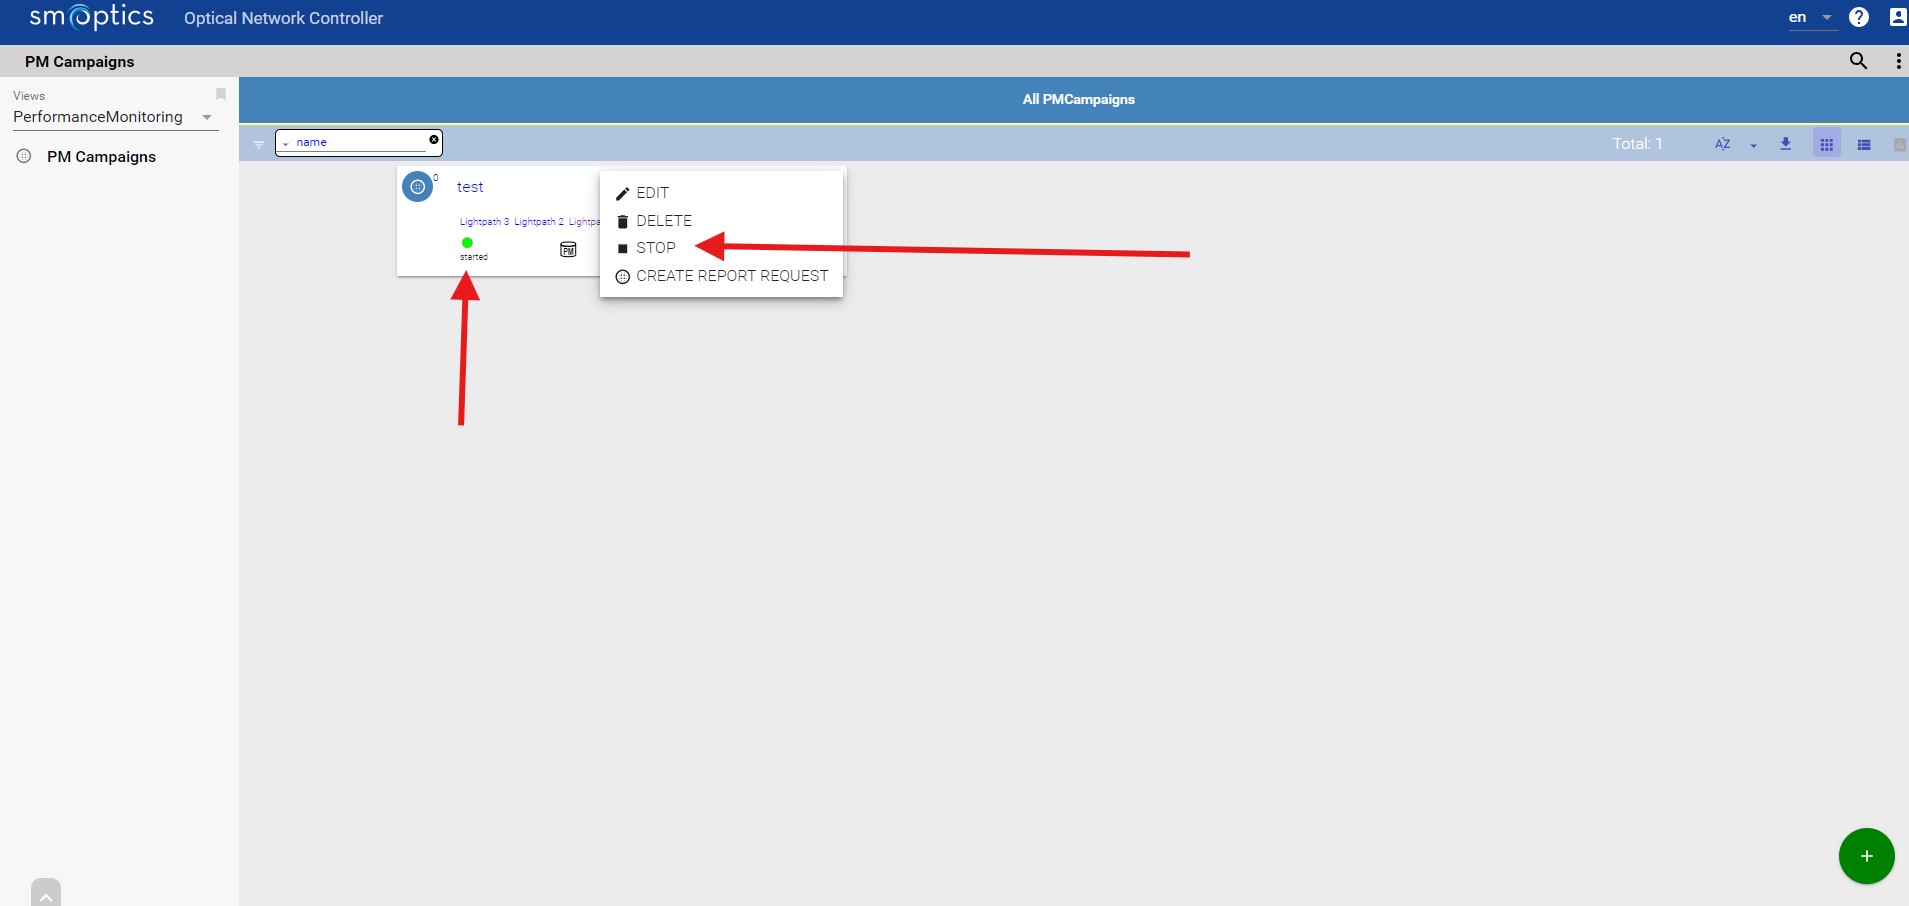 smoptics Optical Network Controller en
PM Campaigns
Views
PerformanceMonitoring
All PMCampaigns
name
Total: 1 AZ
PM Campaigns
0
test
Lightpath 3 Lightpath 2 Lightpa
started
PM
EDIT
DELETE
STOP
CREATE REPORT REQUEST